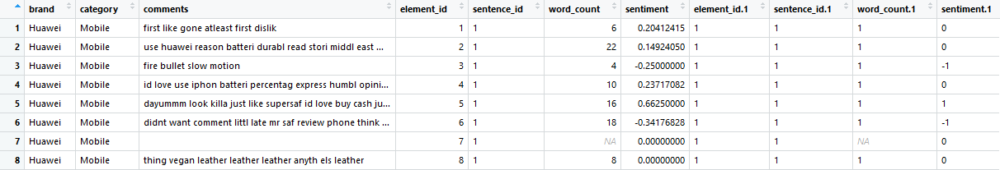 brand category comments element_id sentence_id word_count sentiment element_id.1 sentence_id.1 word_count.1 sentiment.1
1 Huawei Mobile first like gone atleast first dislik 1 1 6 0.20412415 1 1 1 0
2 Huawei Mobile use huawei reason batteri durabl read stori middl east ... 2 1 22 0.14924050 1 1 1 0
3 Huawei Mobile fire bullet slow motion 3 1 4 -0.25000000 1 1 1 -1
4 Huawei Mobile id love use iphon batteri percentag express humbl opini... 4 1 10 0.23717082 1 1 1 0
5 Huawei Mobile dayummm look killa just like supersaf id love buy cash ju... 5 1 16 0.66250000 1 1 1 1
6 Huawei Mobile didnt want comment littl late mr saf review phone think ... 6 1 18 -0.34176828 1 1 1 -1
7 Huawei Mobile 7 1 NA 0.00000000 1 1 NA 0
8 Huawei Mobile thing vegan leather leather leather anyth els leather 8 1 8 0.00000000 1 1 1 0